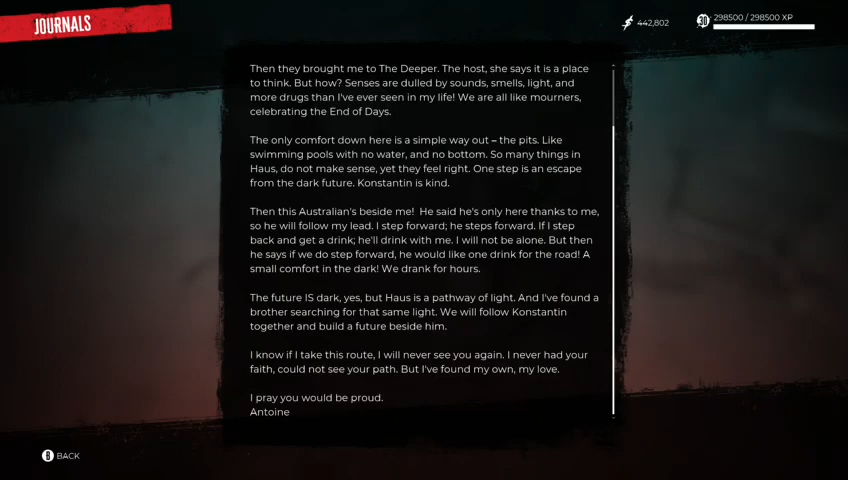 JOURNALS
442,802
30
298500 / 298500 XP
Then they brought me to The Deeper. The host, she says it is a place
to think. But how? Senses are dulled by sounds, smells, light, and
more drugs than I've ever seen in my life! We are all like mourners,
celebrating the End of Days.
The only comfort down here is a simple way out – the pits. Like
swimming pools with no water, and no bottom. So many things in
Haus, do not make sense, yet they feel right. One step is an escape
from the dark future. Konstantin is kind.
Then this Australian's beside me! He said he's only here thanks to me,
so he will follow my lead. I step forward; he steps forward. If I step
back and get a drink; he'll drink with me. I will not be alone. But then
he says if we do step forward, he would like one drink for the road! A
small comfort in the dark! We drank for hours.
The future IS dark, yes, but Haus is a pathway of light. And I've found a
brother searching for that same light. We will follow Konstantin
together and build a future beside him.
I know if I take this route, I will never see you again. I never had your
faith, could not see your path. But I've found my own, my love.
I pray you would be proud.
Antoine
B BACK